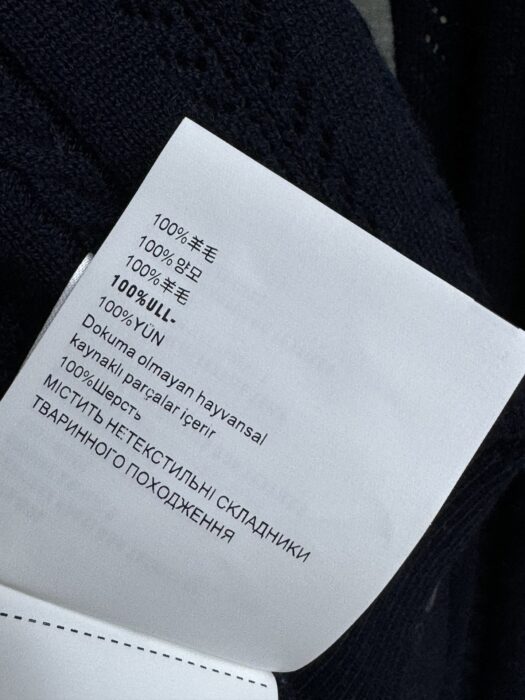 100%羊毛
100%양모
100%羊毛
100%ULL-
100%YÜN
Dokuma olmayan hayvansal
kaynaklı parçalar içerir
100%Шерсть
МІСТИТЬ НЕТЕКСТИЛЬНІ СКЛАДНИКИ
ТВАРИННОГО ПОХОДЖЕННЯ